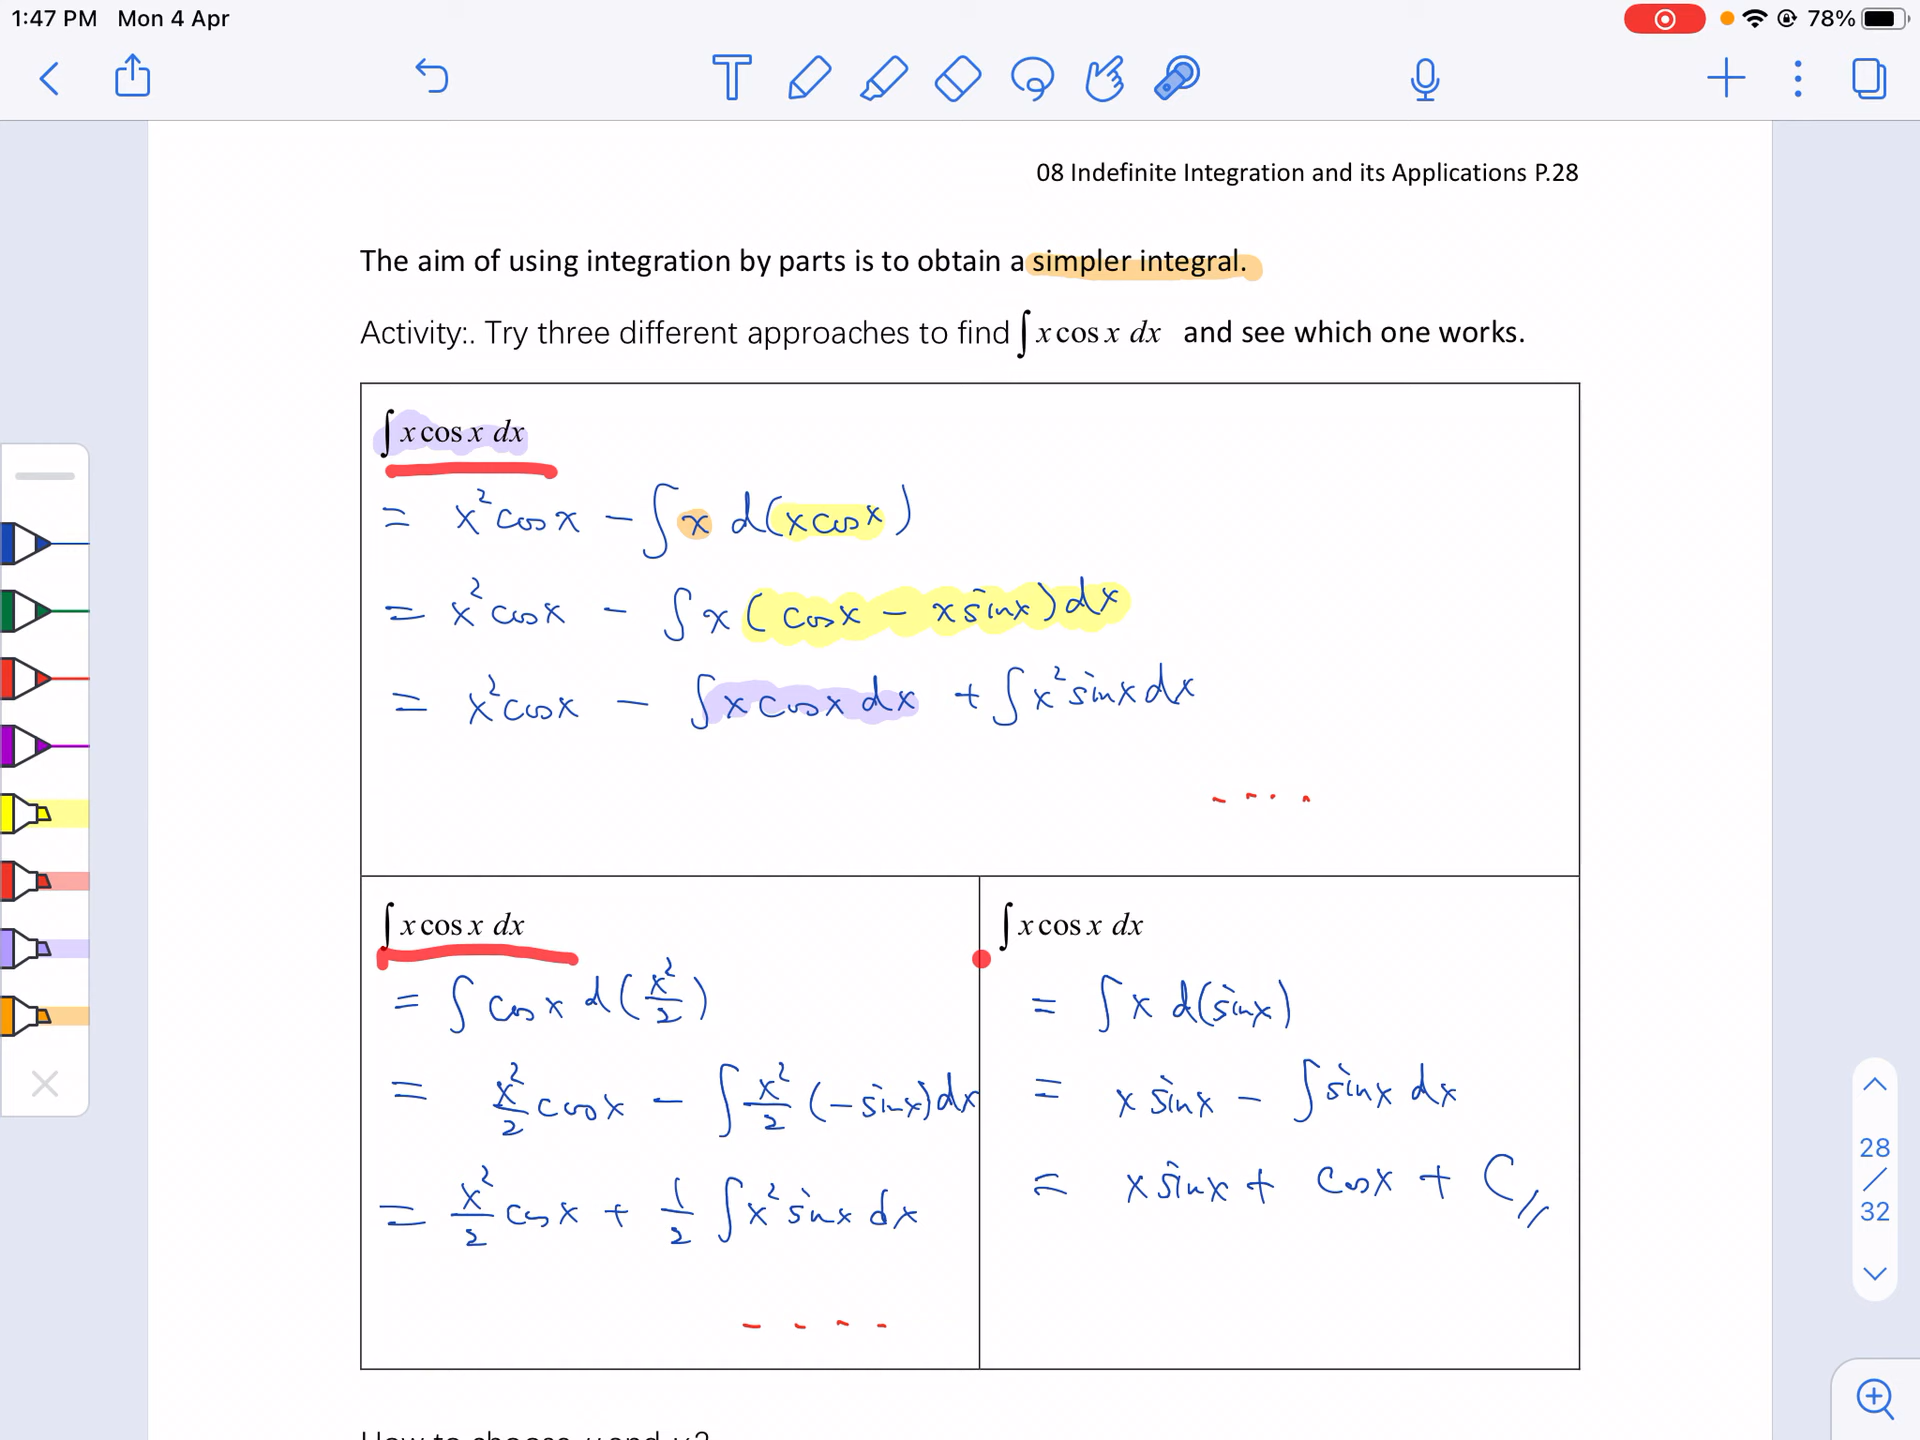 1:47 PM Mon 4 Apr
78%
08 Indefinite Integration and its Applications P.28
The aim of using integration by parts is to obtain a simpler integral.
Activity:. Try three different approaches to find ∫ x cos x dx and see which one works.
∫ x cos x dx
= x² cos x − ∫ x d(x cos x)
= x² cos x − ∫ x (cos x − x sin x) dx
= x² cos x − ∫ x cos x dx + ∫ x² sin x dx
....
∫ x cos x dx
= ∫ cos x d(x²/2)
= x²/2 cos x − ∫ x²/2 (− sin x) dx
= x²/2 cos x + 1/2 ∫ x² sin x dx
....
∫ x cos x dx
= ∫ x d(sin x)
= x sin x − ∫ sin x dx
= x sin x + cos x + C //
28
/
32
How to choose u and v?